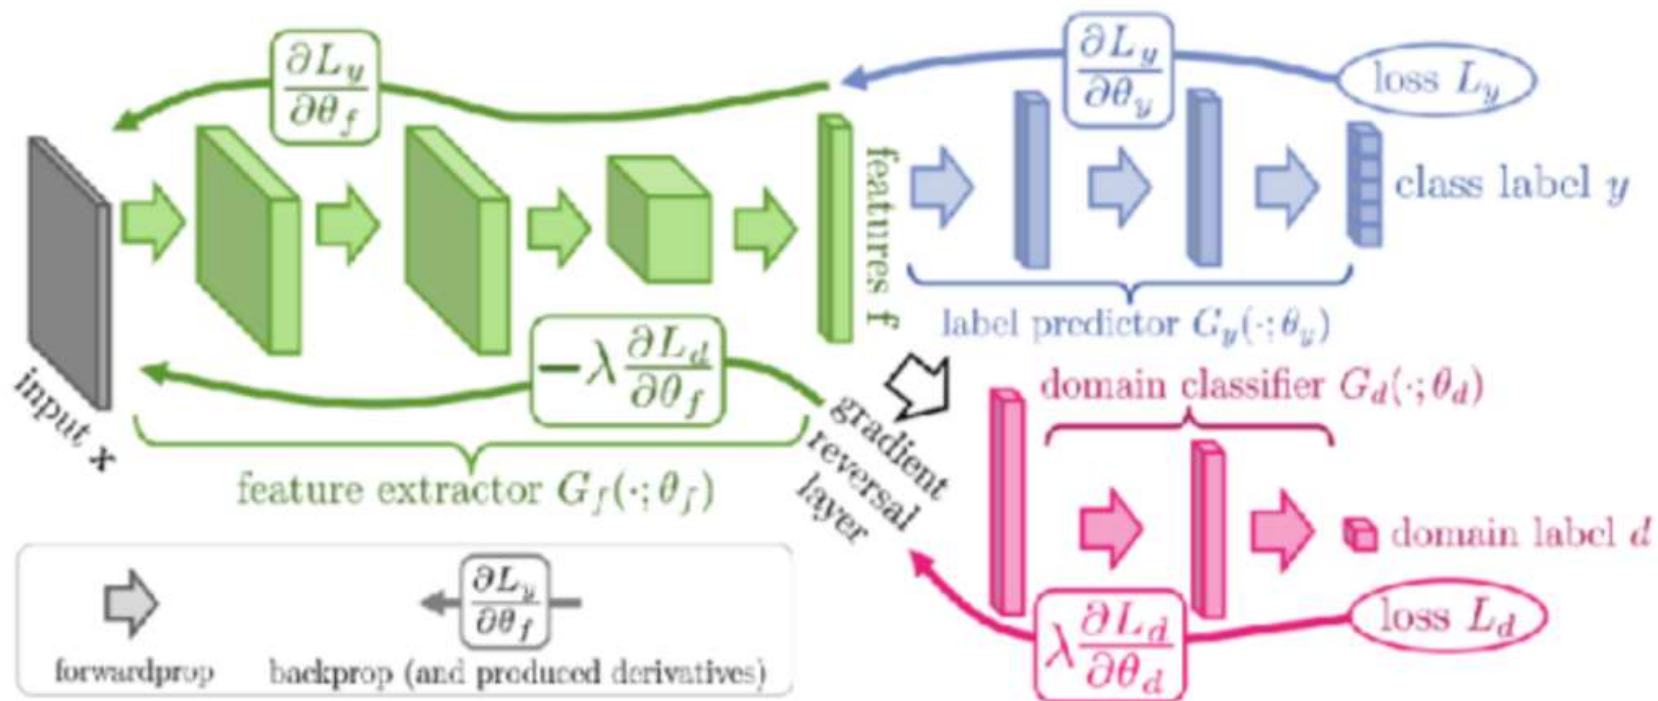 ∂L_y/∂θ_f
∂L_y/∂θ_y
loss L_y
features f
class label y
label predictor G_y(·; θ_y)
−λ ∂L_d/∂θ_f
input x
feature extractor G_f(·; θ_f)
gradient
reversal
layer
domain classifier G_d(·; θ_d)
domain label d
loss L_d
λ ∂L_d/∂θ_d
∂L_y/∂θ_f
forwardprop
backprop (and produced derivatives)